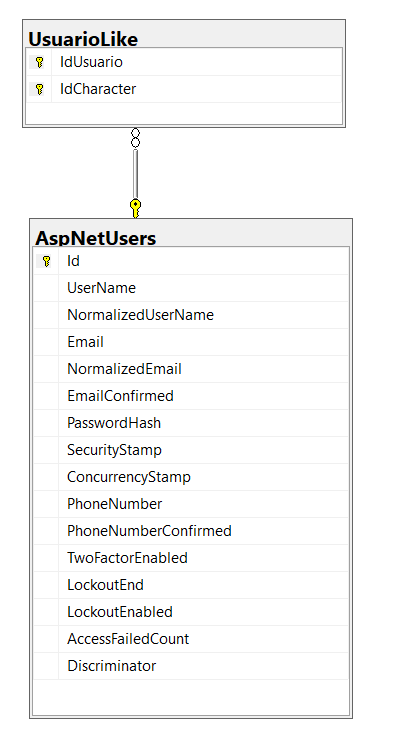 UsuarioLike
IdUsuario
IdCharacter
AspNetUsers
Id
UserName
NormalizedUserName
Email
NormalizedEmail
EmailConfirmed
PasswordHash
SecurityStamp
ConcurrencyStamp
PhoneNumber
PhoneNumberConfirmed
TwoFactorEnabled
LockoutEnd
LockoutEnabled
AccessFailedCount
Discriminator